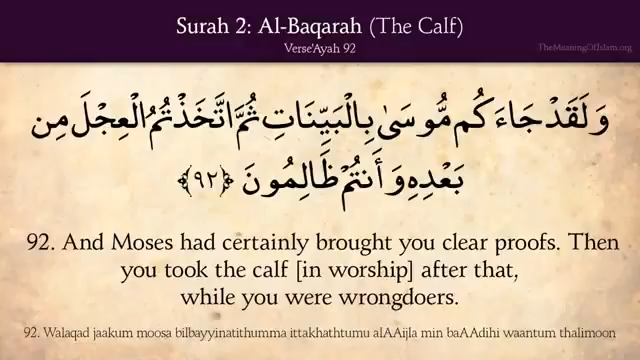 Surah 2: Al-Baqarah (The Calf)
Verse'Ayah 92
TheMeaningOfIslam.org
وَلَقَدْ جَاءَكُم مُّوسَىٰ بِالْبَيِّنَاتِ ثُمَّ اتَّخَذْتُمُ الْعِجْلَ مِن
بَعْدِهِ وَأَنتُمْ ظَالِمُونَ ﴿٩٢﴾
92. And Moses had certainly brought you clear proofs. Then
you took the calf [in worship] after that,
while you were wrongdoers.
92. Walaqad jaakum moosa bilbayyinatithumma ittakhathtumu alAAijla min baAAdihi waantum thalimoon